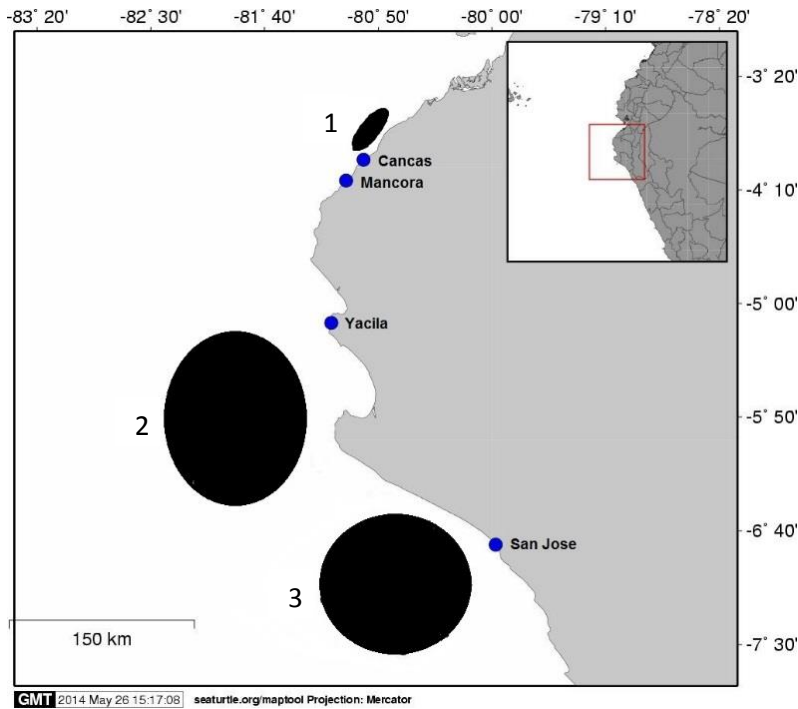 -83˚ 20' -82˚ 30' -81˚ 40' -80˚ 50' -80˚ 00' -79˚ 10' -78˚ 20'
-3˚ 20'
1
Cancas
Mancora
-4˚ 10'
-5˚ 00'
Yacila
2
-5˚ 50'
-6˚ 40'
San Jose
3
150 km
-7˚ 30'
GMT 2014 May 26 15:17:08 seaturtle.org/maptool Projection: Mercator